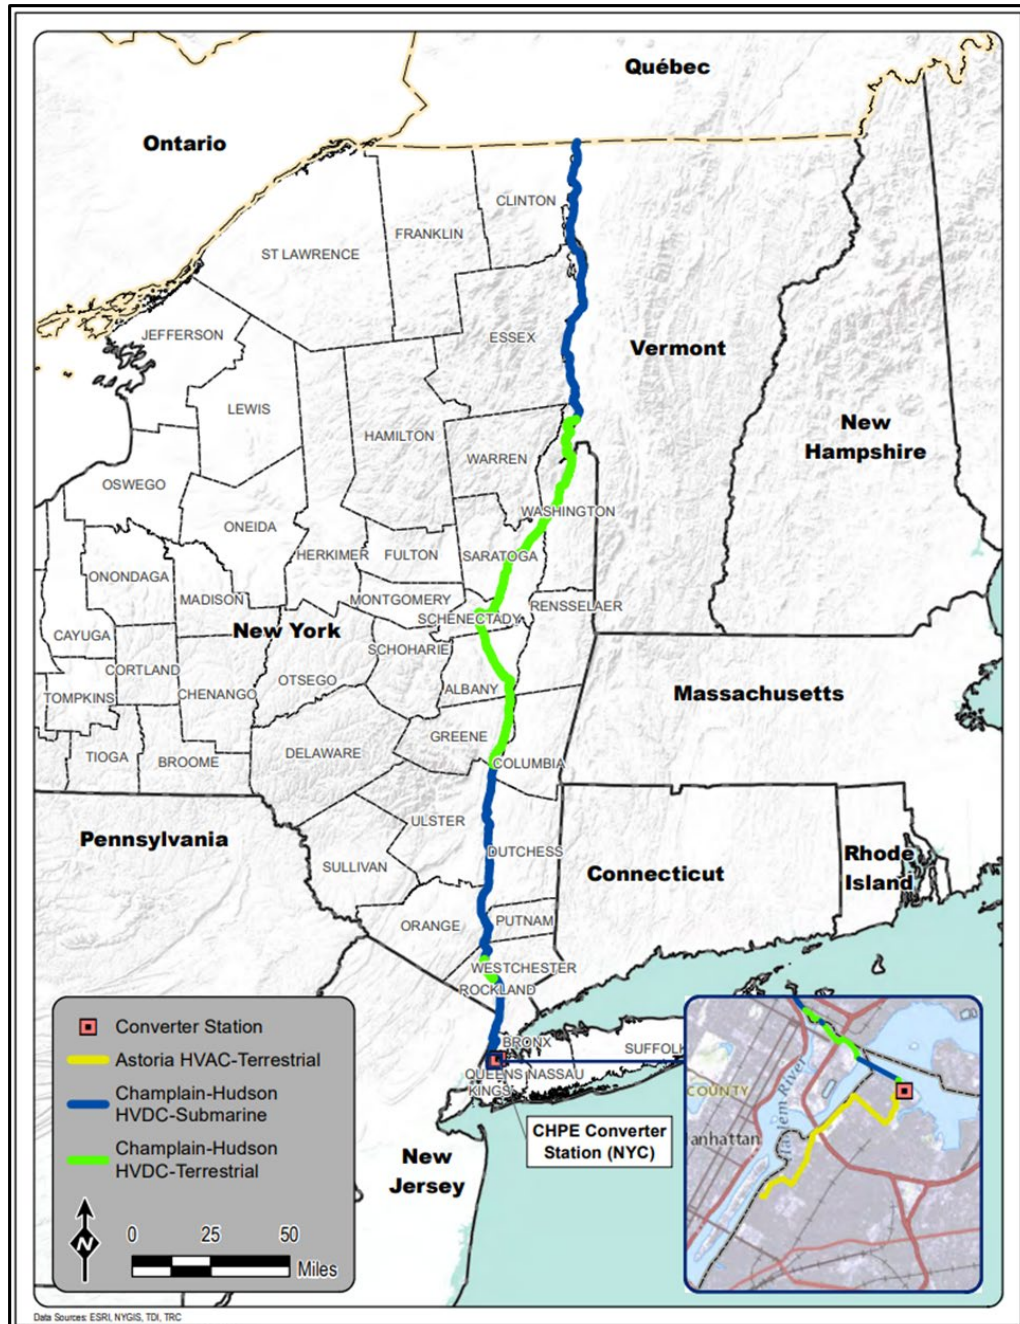 Québec
Ontario
CLINTON
FRANKLIN
ST LAWRENCE
JEFFERSON
ESSEX
Vermont
LEWIS
New
Hampshire
HAMILTON
WARREN
OSWEGO
WASHINGTON
ONEIDA
HERKIMER
FULTON
SARATOGA
ONONDAGA
MADISON
MONTGOMERY
RENSSELAER
SCHENECTADY
CAYUGA
New York
SCHOHARIE
CORTLAND
OTSEGO
ALBANY
TOMPKINS
CHENANGO
Massachusetts
GREENE
TIOGA
BROOME
DELAWARE
COLUMBIA
ULSTER
Pennsylvania
SULLIVAN
DUTCHESS
Connecticut
Rhode
Island
ORANGE
PUTNAM
WESTCHESTER
ROCKLAND
BRONX
SUFFOLK
QUEENS
NASSAU
KINGS
CHPE Converter
Station (NYC)
New
Jersey
Converter Station
Astoria HVAC-Terrestrial
Champlain-Hudson
HVDC-Submarine
Champlain-Hudson
HVDC-Terrestrial
N
0 25 50
Miles
COUNTY
anhattan
Harlem River
Data Sources: ESRI, NYGIS, TDI, TRC